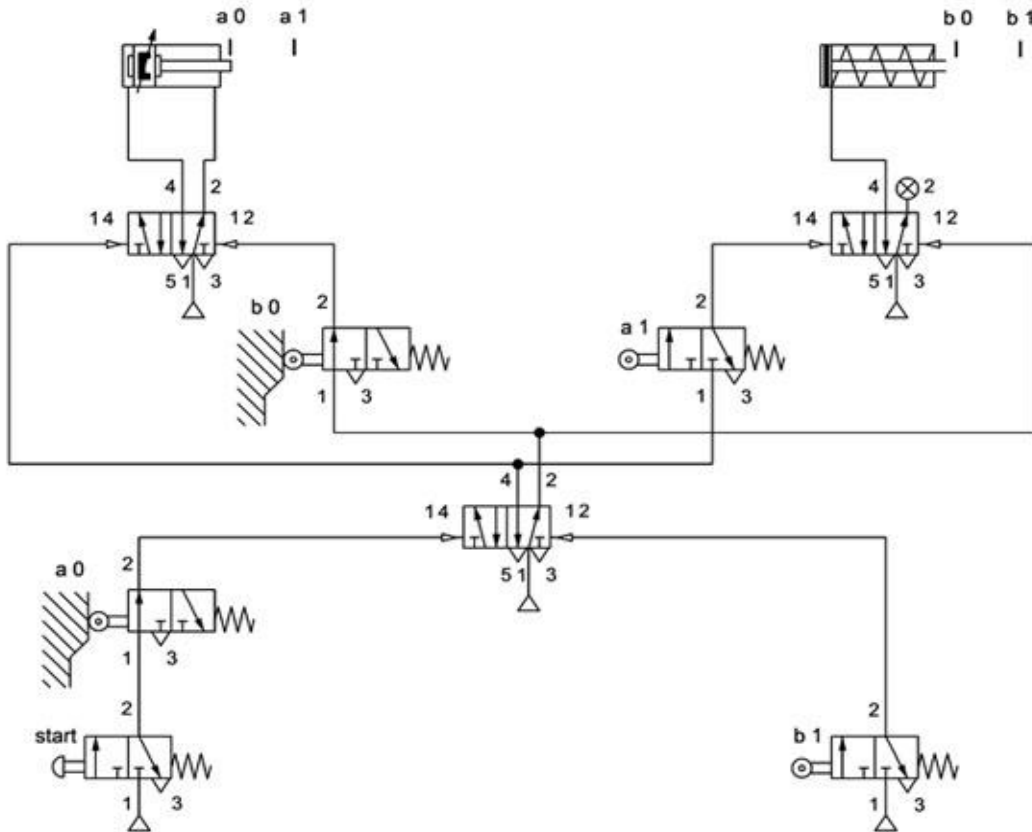 a 0 a 1 b 0 b 1
4 2 4 2
14 12 14 12
5 1 3 5 1 3
b 0 2 a 1 2
1 3 1 3
4 2
14 12
a 0 2 5 1 3
1 3
start 2 b 1 2
1 3 1 3